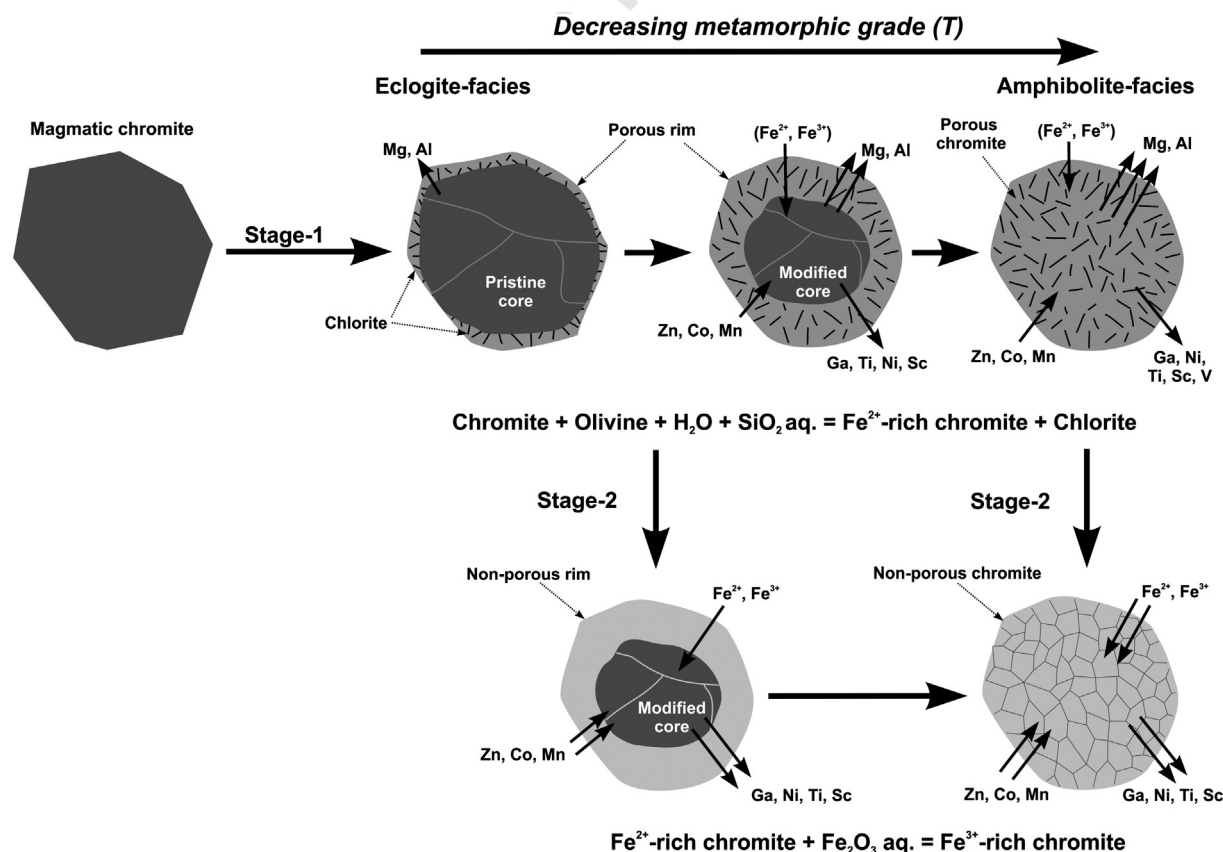 Decreasing metamorphic grade (T)
Eclogite-facies
Amphibolite-facies
Magmatic chromite
Stage-1
Mg, Al
Pristine
core
Chlorite
Porous rim
(Fe²⁺, Fe³⁺)
Mg, Al
Modified
core
Zn, Co, Mn
Ga, Ti, Ni, Sc
Porous
chromite
(Fe²⁺, Fe³⁺)
Mg, Al
Zn, Co, Mn
Ga, Ni,
Ti, Sc, V
Chromite + Olivine + H₂O + SiO₂ aq. = Fe²⁺-rich chromite + Chlorite
Stage-2
Stage-2
Non-porous rim
Fe²⁺, Fe³⁺
Modified
core
Zn, Co, Mn
Ga, Ni, Ti, Sc
Non-porous chromite
Fe²⁺, Fe³⁺
Zn, Co, Mn
Ga, Ni, Ti, Sc
Fe²⁺-rich chromite + Fe₂O₃ aq. = Fe³⁺-rich chromite